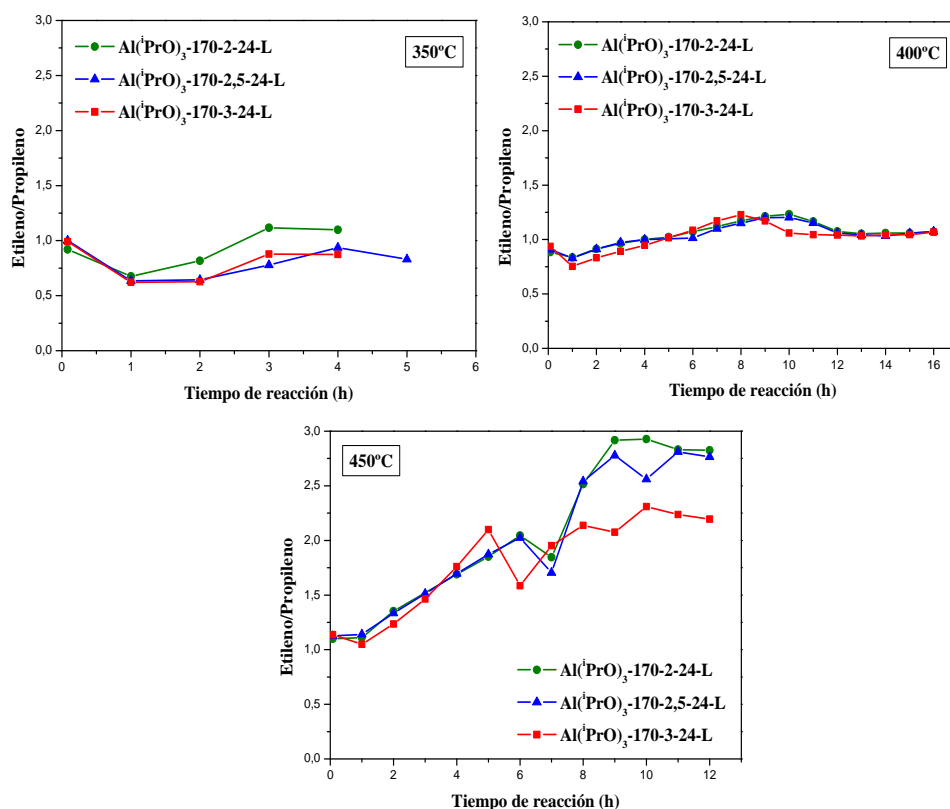 3,0
2,5
2,0
1,5
1,0
0,5
0,0
Etileno/Propileno
Al(ⁱPrO)₃-170-2-24-L
Al(ⁱPrO)₃-170-2,5-24-L
Al(ⁱPrO)₃-170-3-24-L
350ºC
0 1 2 3 4 5 6
Tiempo de reacción (h)
3,0
2,5
2,0
1,5
1,0
0,5
0,0
Etileno/Propileno
Al(ⁱPrO)₃-170-2-24-L
Al(ⁱPrO)₃-170-2,5-24-L
Al(ⁱPrO)₃-170-3-24-L
400ºC
0 2 4 6 8 10 12 14 16
Tiempo de reacción (h)
3,0
2,5
2,0
1,5
1,0
0,5
0,0
Etileno/Propileno
450ºC
Al(ⁱPrO)₃-170-2-24-L
Al(ⁱPrO)₃-170-2,5-24-L
Al(ⁱPrO)₃-170-3-24-L
0 2 4 6 8 10 12
Tiempo de reacción (h)